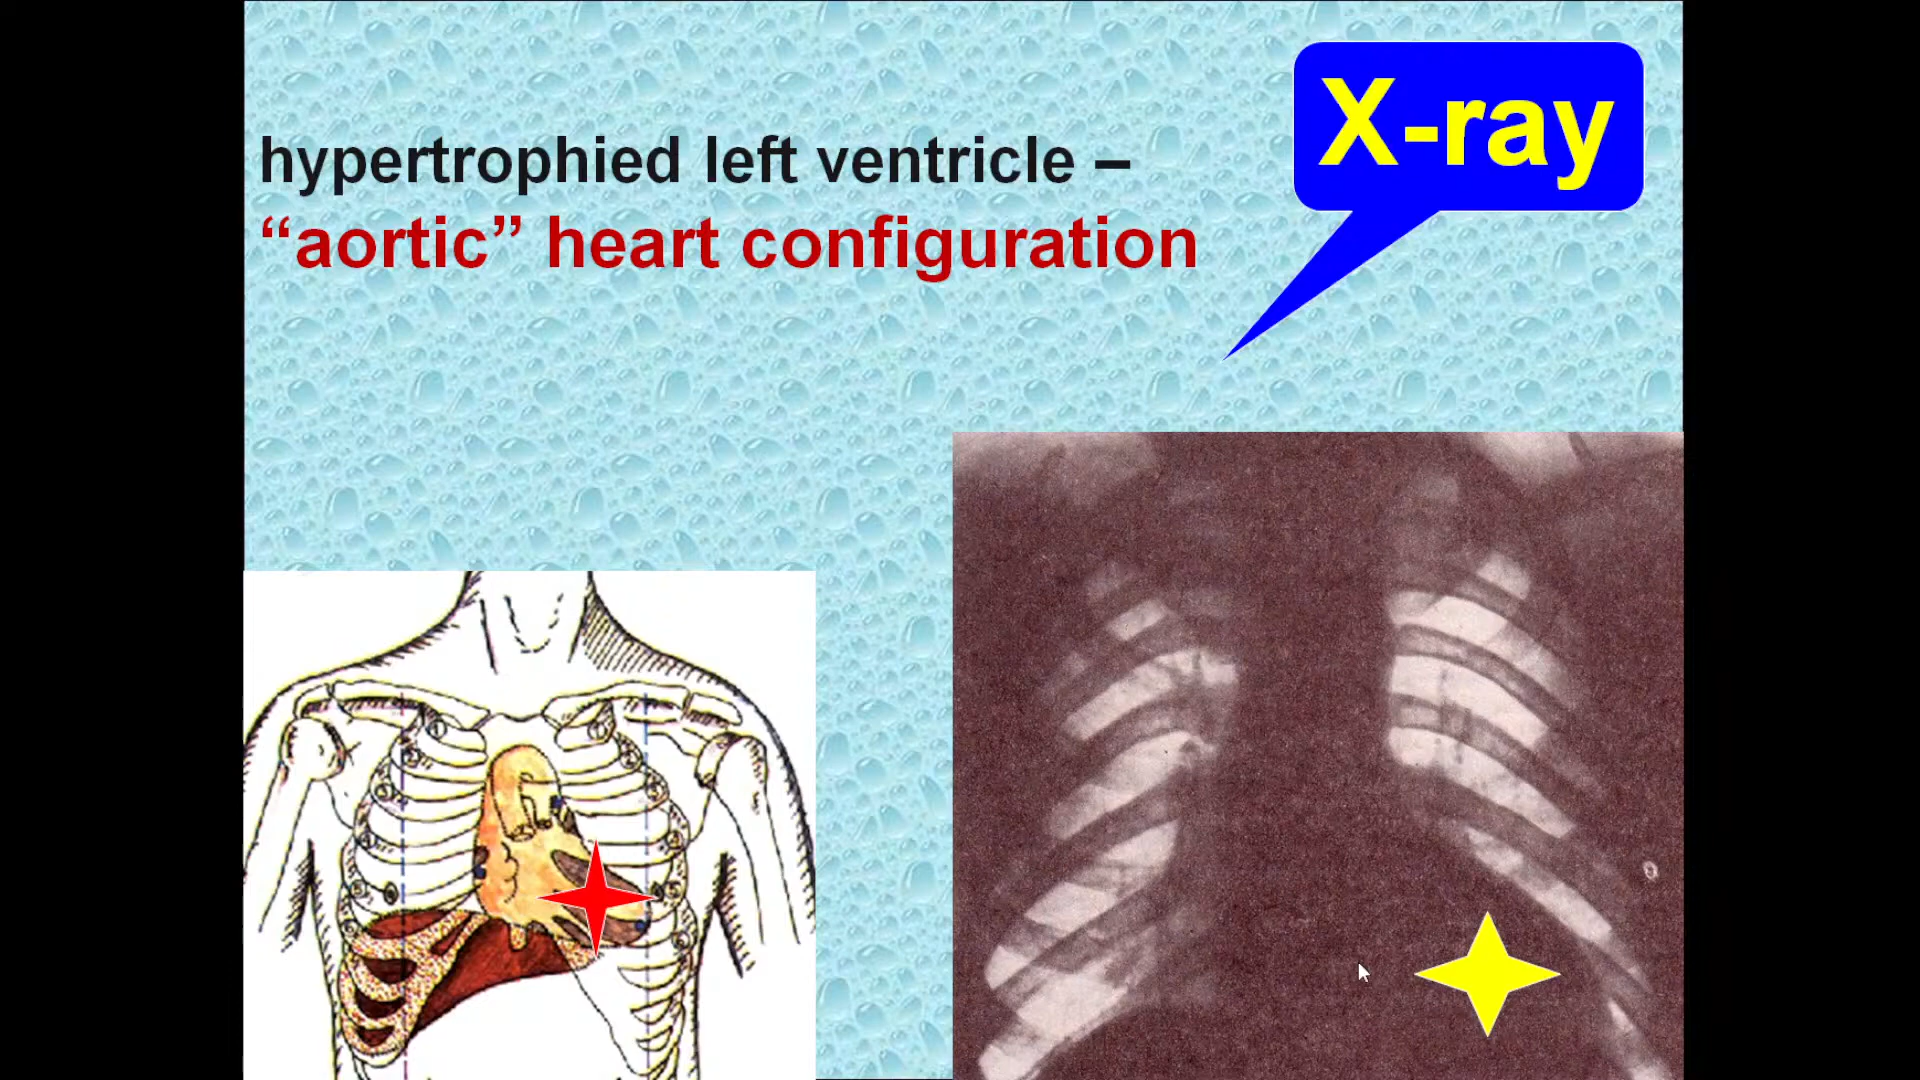 X-ray
hypertrophied left ventricle –
“aortic” heart configuration